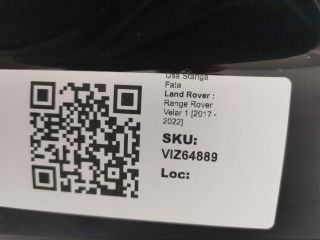 Usa Stanga
Fata
Land Rover :
Range Rover
Velar 1 [2017 -
2022]
SKU:
VIZ64889
Loc: